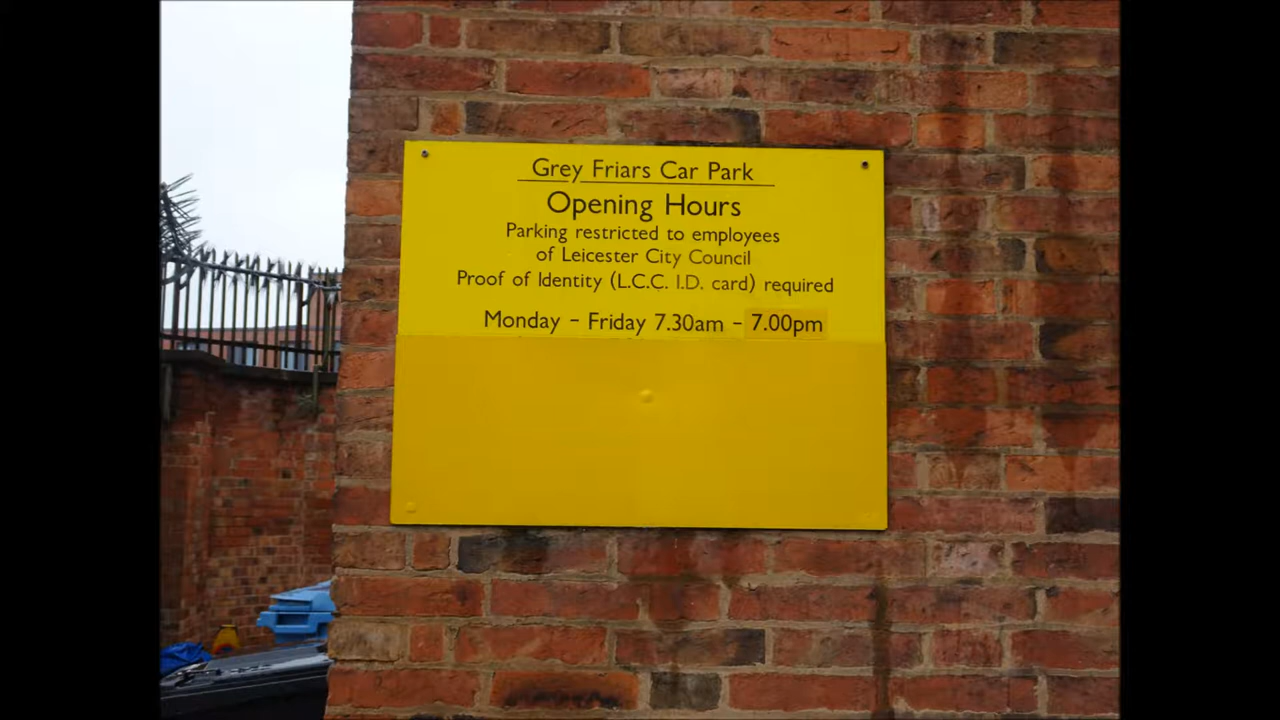 Grey Friars Car Park
Opening Hours
Parking restricted to employees
of Leicester City Council
Proof of Identity (L.C.C. I.D. card) required
Monday - Friday 7.30am - 7.00pm